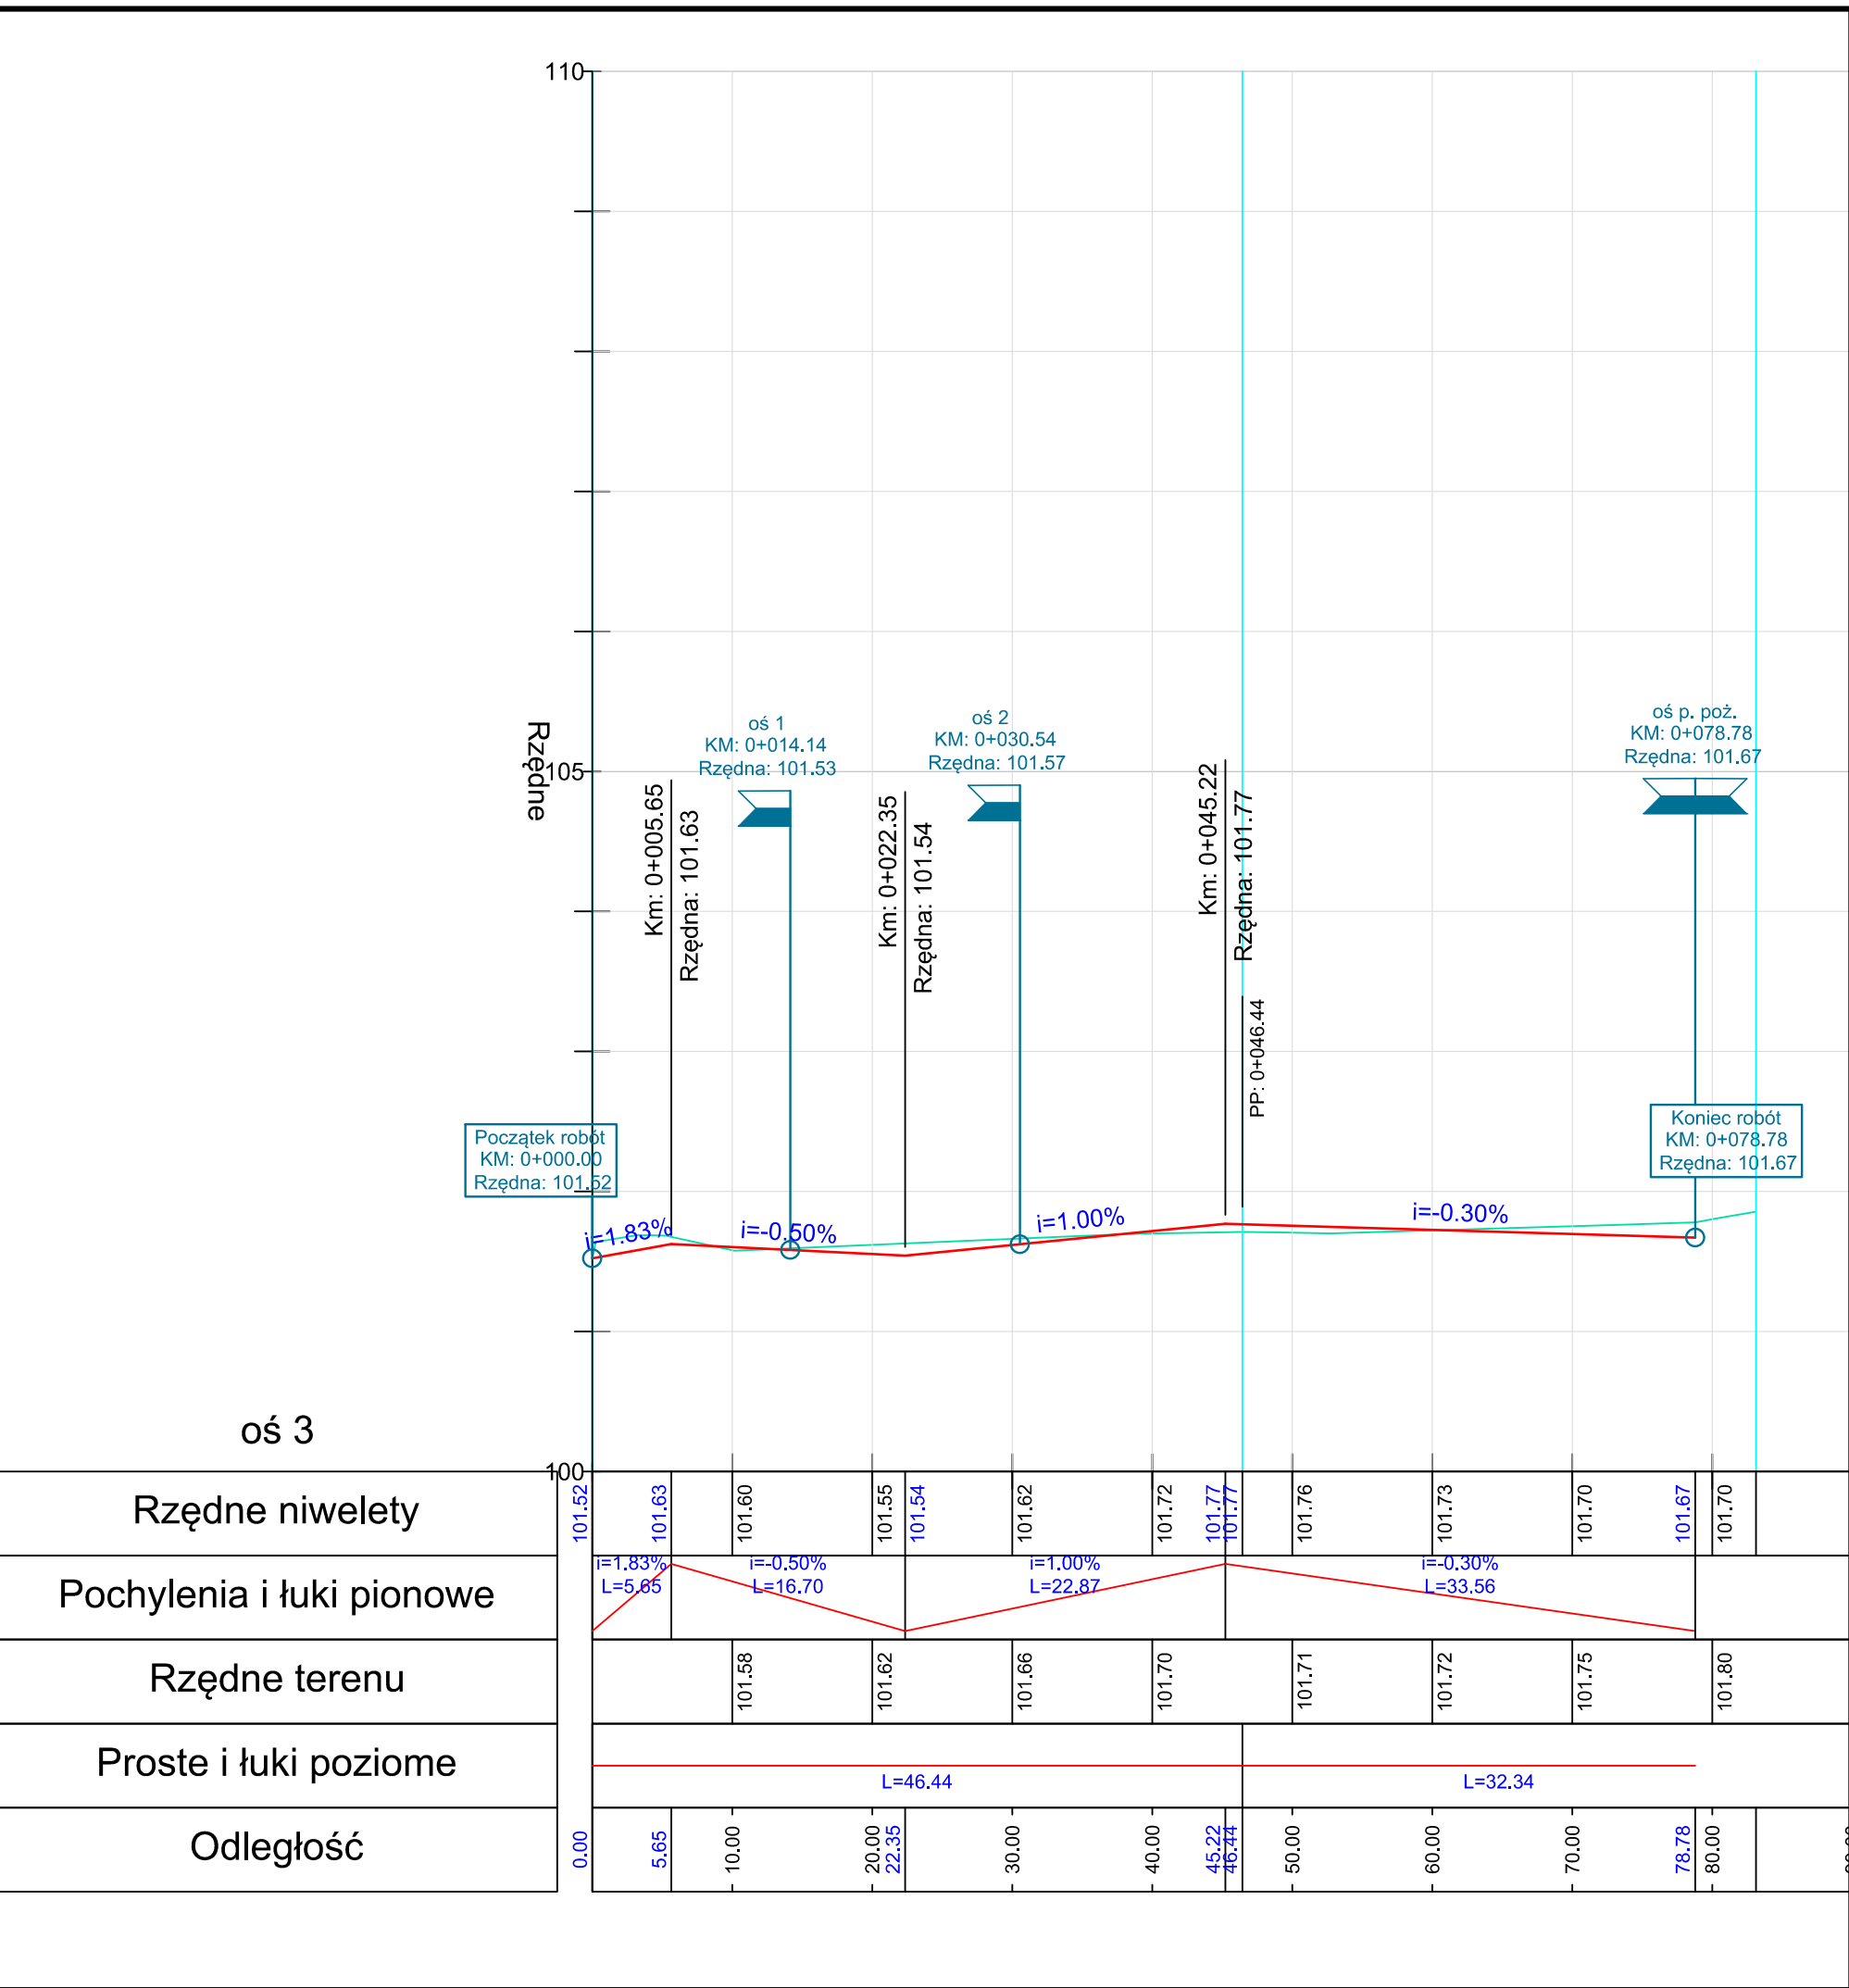 110
Rzędne
105
100
oś 1
KM: 0+014.14
Rzędna: 101.53
oś 2
KM: 0+030.54
Rzędna: 101.57
oś p. poż.
KM: 0+078.78
Rzędna: 101.67
Km: 0+005.65
Rzędna: 101.63
Km: 0+022.35
Rzędna: 101.54
Km: 0+045.22
Rzędna: 101.77
PP: 0+046.44
Początek robót
KM: 0+000.00
Rzędna: 101.52
Koniec robót
KM: 0+078.78
Rzędna: 101.67
i=1.83% i=-0.50% i=1.00% i=-0.30%
oś 3
Rzędne niwelety 101.52 101.63 101.60 101.55 101.54 101.62 101.72 101.77 101.77 101.76 101.73 101.70 101.67 101.70
Pochylenia i łuki pionowe
i=1.83% i=-0.50% i=1.00% i=-0.30%
L=5.65 L=16.70 L=22.87 L=33.56
Rzędne terenu 101.58 101.62 101.66 101.70 101.71 101.72 101.75 101.80
Proste i łuki poziome
L=46.44 L=32.34
Odległość 0.00 5.65 10.00 20.00 22.35 30.00 40.00 45.22 46.44 50.00 60.00 70.00 78.78 80.00